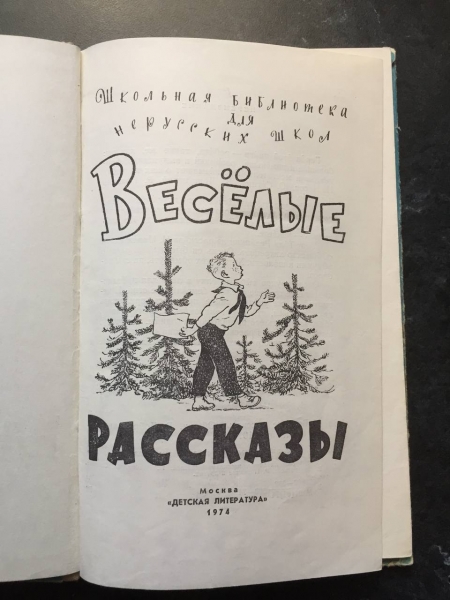 Школьная библиотека
для
нерусских школ
Весёлые
рассказы
Москва
«ДЕТСКАЯ ЛИТЕРАТУРА»
1974